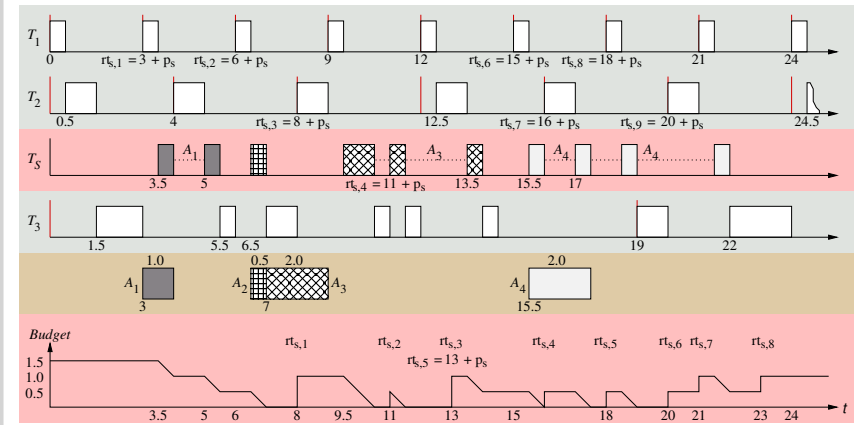 T1
0 rts,1 = 3 + ps rts,2 = 6 + ps 9 12 rts,6 = 15 + ps rts,8 = 18 + ps 21 24
T2
0.5 4 rts,3 = 8 + ps 12.5 rts,7 = 16 + ps rts,9 = 20 + ps 24.5
TS A1 A3 A4 A4
3.5 5 rts,4 = 11 + ps 13.5 15.5 17
T3
1.5 5.5 6.5 19 22
1.0 0.5 2.0 2.0
A1 A2 A3 A4
3 7 15.5
Budget rts,1 rts,2 rts,3 rts,4 rts,5 rts,6 rts,7 rts,8
rts,5 = 13 + ps
1.5
1.0
0.5
3.5 5 6 8 9.5 11 13 15 16 18 20 21 23 24 t